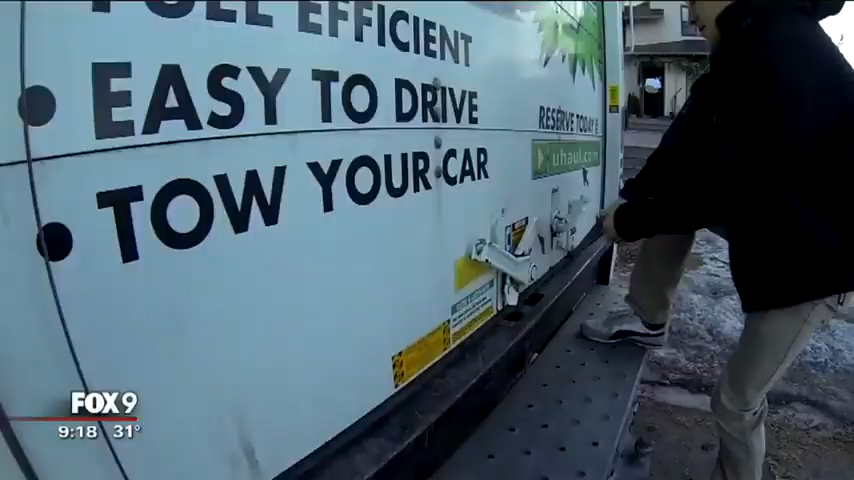 FUEL EFFICIENT
• EASY TO DRIVE
• TOW YOUR CAR
RESERVE TODAY
uhaul.com
FOX 9
9:18 31°